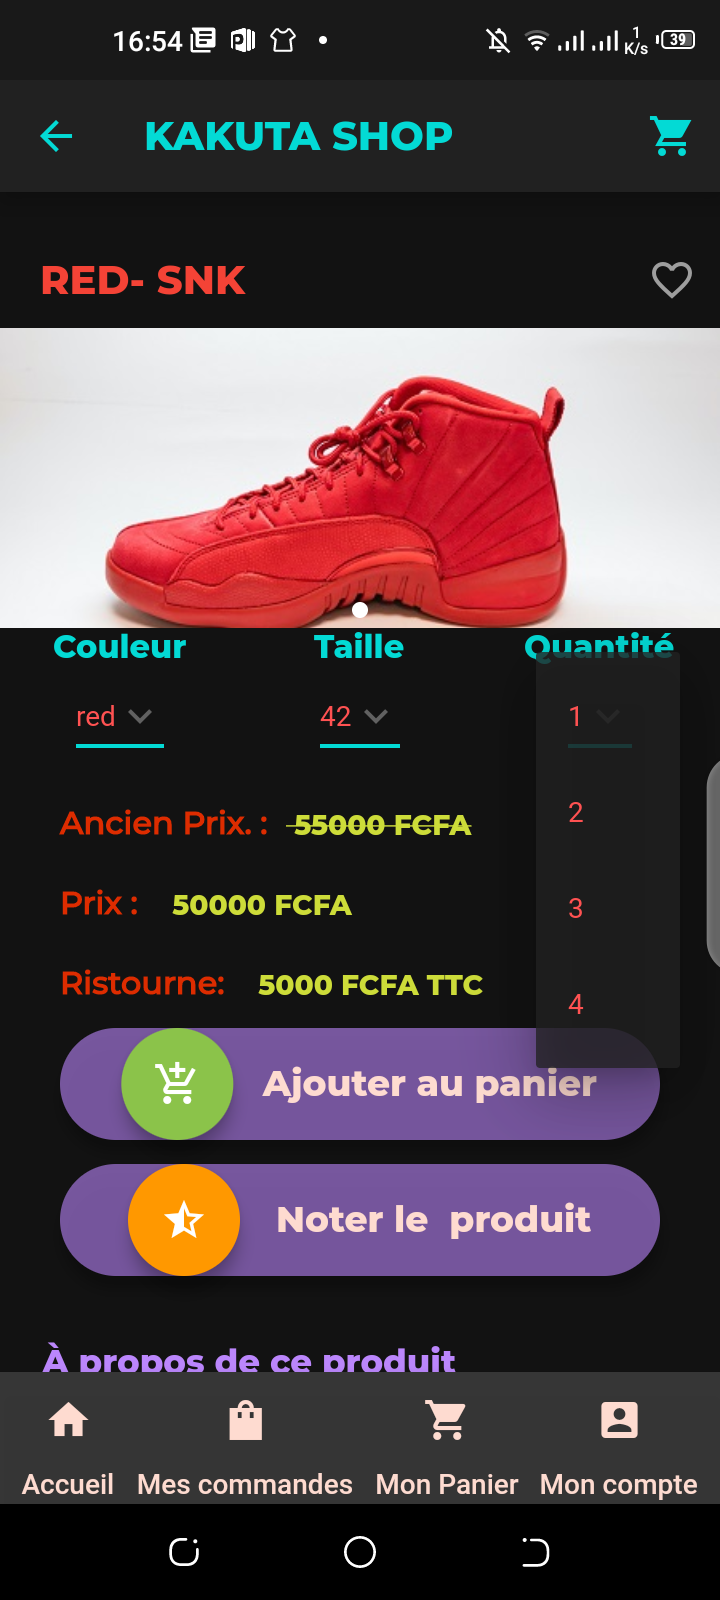 16:54
1
K/s
39
KAKUTA SHOP
RED- SNK
Couleur Taille Quantité
red 42 1
2
3
4
Ancien Prix. : 55000 FCFA
Prix : 50000 FCFA
Ristourne: 5000 FCFA TTC
Ajouter au panier
Noter le produit
À propos de ce produit
Accueil Mes commandes Mon Panier Mon compte